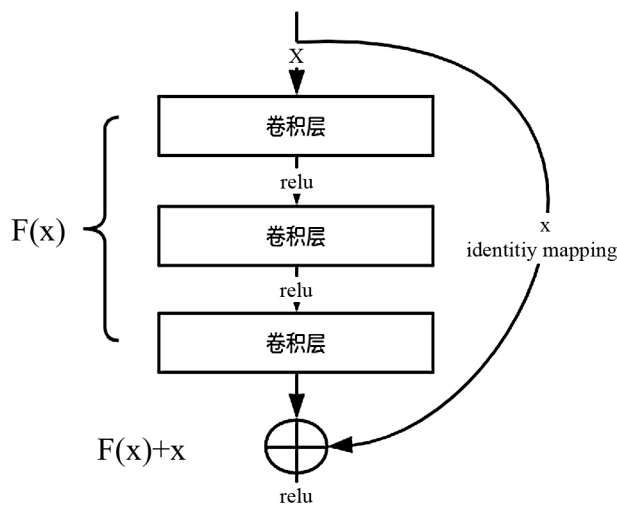 X
卷积层
relu
F(x)
卷积层
x
identitiy mapping
relu
卷积层
F(x)+x
relu